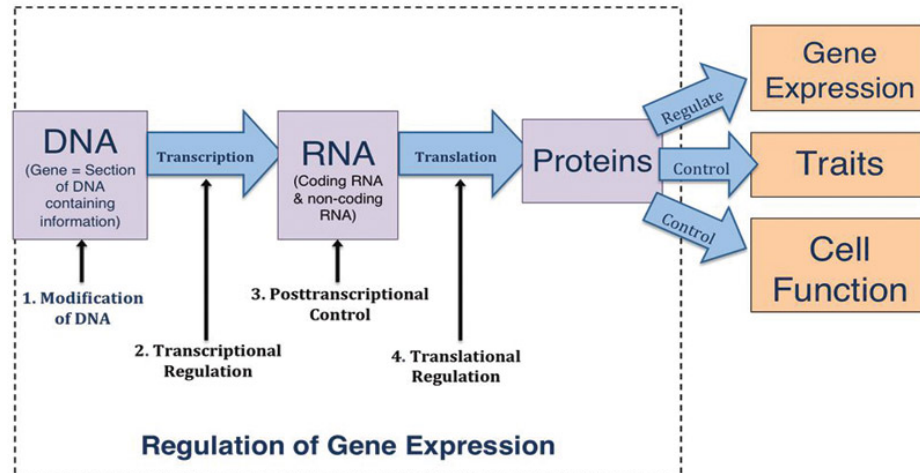 DNA
(Gene = Section
of DNA
containing
information)
Transcription
RNA
(Coding RNA
& non-coding
RNA)
Translation
Proteins
Regulate
Control
Control
Gene
Expression
Traits
Cell
Function
1. Modification
of DNA
2. Transcriptional
Regulation
3. Posttranscriptional
Control
4. Translational
Regulation
Regulation of Gene Expression